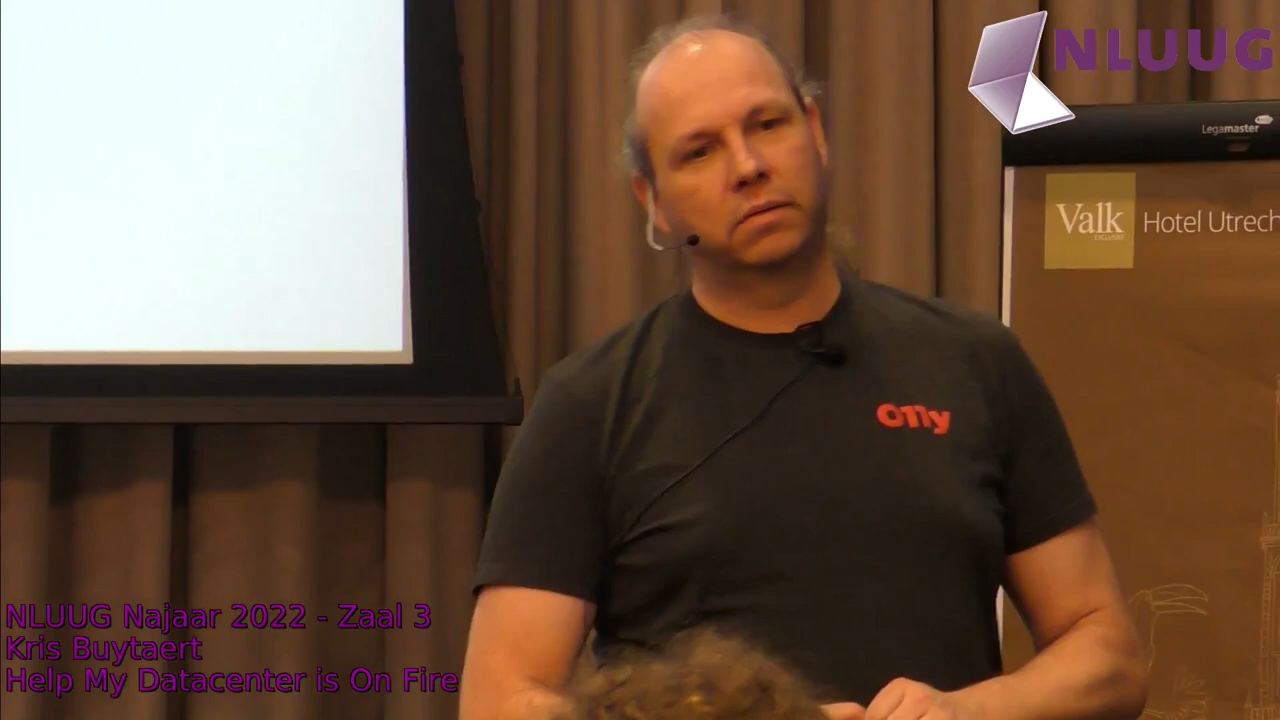 NLUUG
Legamaster
Valk
Hotel Utrech
O11y
NLUUG Najaar 2022 - Zaal 3
Kris Buytaert
Help My Datacenter is On Fire